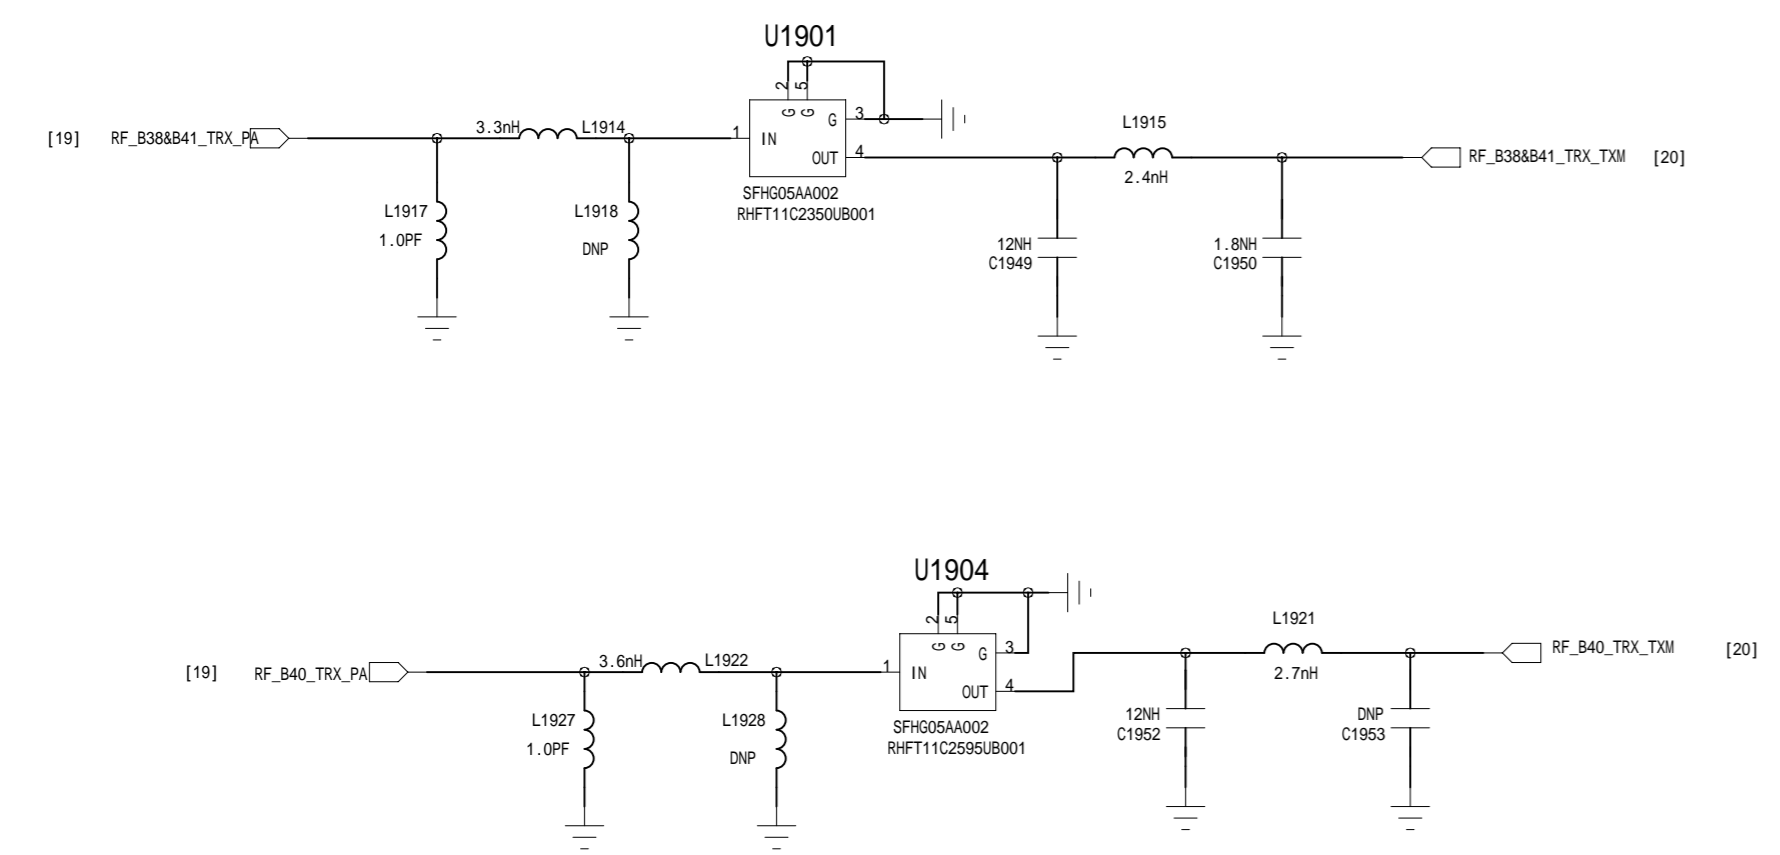 U1901
2 5
G G
[19] RF_B38&B41_TRX_PA
3.3nH L1914
1 IN
G 3
OUT 4
L1915
2.4nH
RF_B38&B41_TRX_TXM [20]
SFHG05AA002
RHFT11C2350UB001
L1917
1.0PF
L1918
DNP
12NH
C1949
1.8NH
C1950
U1904
2 5
G G
[19] RF_B40_TRX_PA
3.6nH L1922
1 IN
G 3
OUT 4
L1921
2.7nH
RF_B40_TRX_TXM [20]
SFHG05AA002
RHFT11C2595UB001
L1927
1.0PF
L1928
DNP
12NH
C1952
DNP
C1953